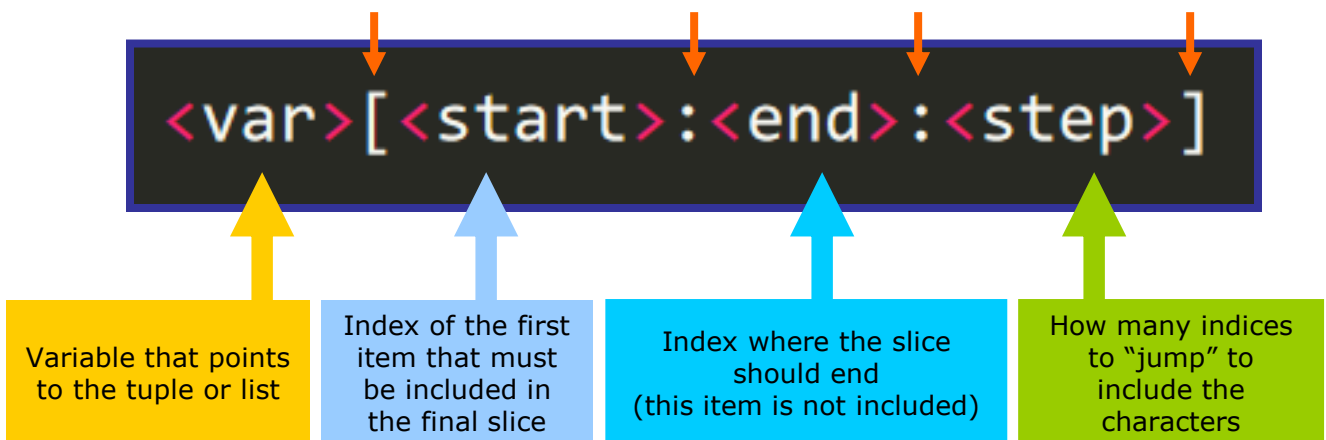 <var>[<start>:<end>:<step>]
Variable that points
to the tuple or list
Index of the first
item that must
be included in
the final slice
Index where the slice
should end
(this item is not included)
How many indices
to “jump” to
include the
characters